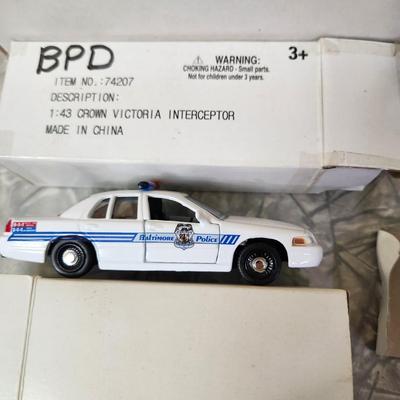 BPD
ITEM NO.:74207
DESCRIPTION:
1:43 CROWN VICTORIA INTERCEPTOR
MADE IN CHINA
WARNING:
CHOKING HAZARD - Small parts.
Not for children under 3 years.
3+
Baltimore Police